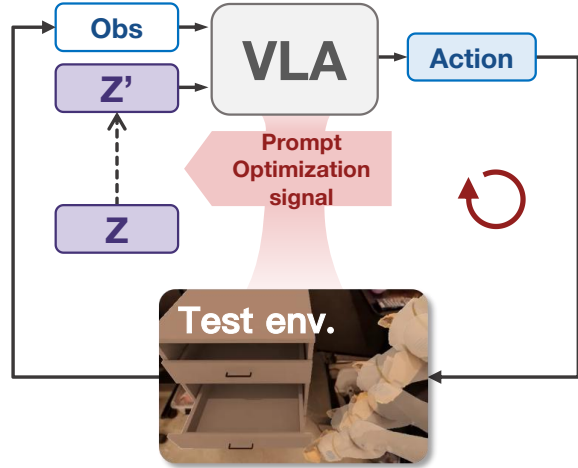 Obs
VLA
Action
Z’
Prompt
Optimization
signal
Z
Test env.